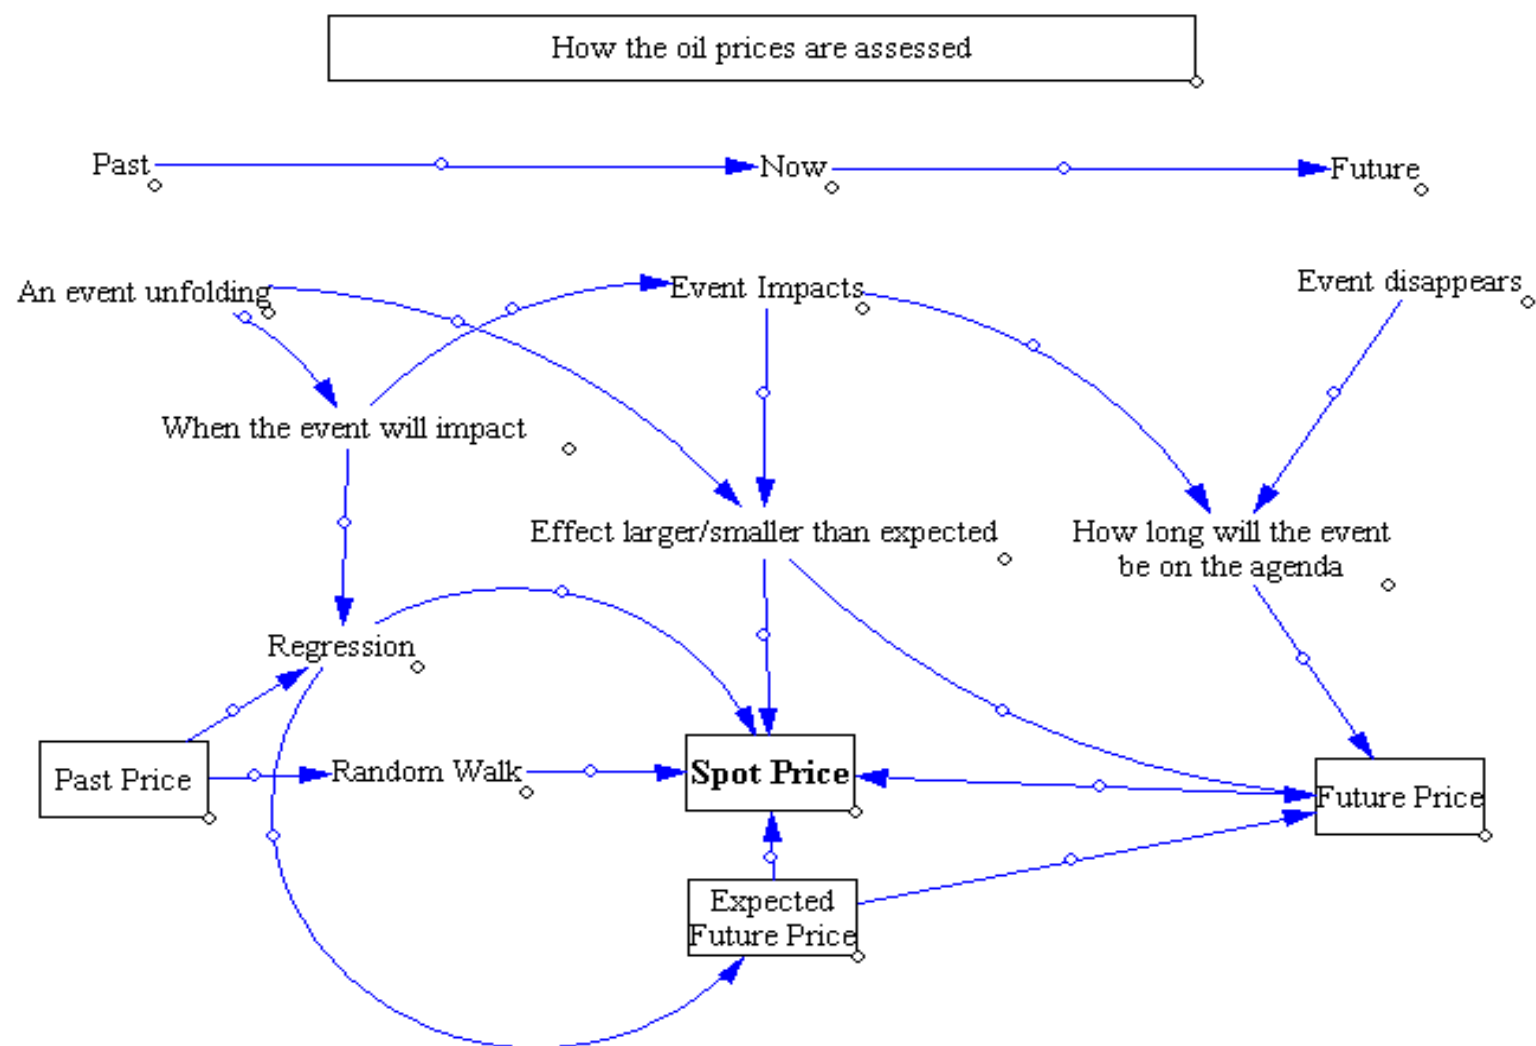 How the oil prices are assessed
Past
Now
Future
An event unfolding
Event Impacts
Event disappears
When the event will impact
Effect larger/smaller than expected
How long will the event
be on the agenda
Regression
Past Price
Random Walk
Spot Price
Future Price
Expected
Future Price